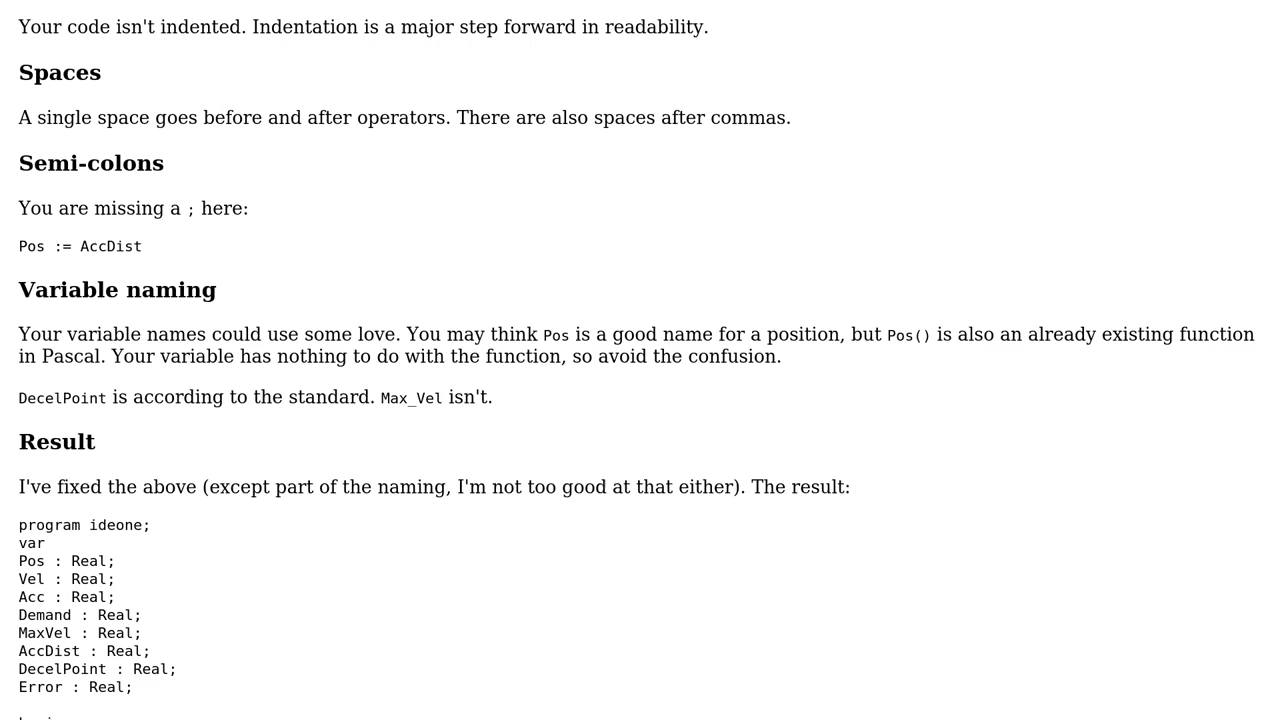 Your code isn't indented. Indentation is a major step forward in readability.
Spaces
A single space goes before and after operators. There are also spaces after commas.
Semi-colons
You are missing a ; here:
Pos := AccDist
Variable naming
Your variable names could use some love. You may think Pos is a good name for a position, but Pos() is also an already existing function
in Pascal. Your variable has nothing to do with the function, so avoid the confusion.
DecelPoint is according to the standard. Max_Vel isn't.
Result
I've fixed the above (except part of the naming, I'm not too good at that either). The result:
program ideone;
var
Pos : Real;
Vel : Real;
Acc : Real;
Demand : Real;
MaxVel : Real;
AccDist : Real;
DecelPoint : Real;
Error : Real;